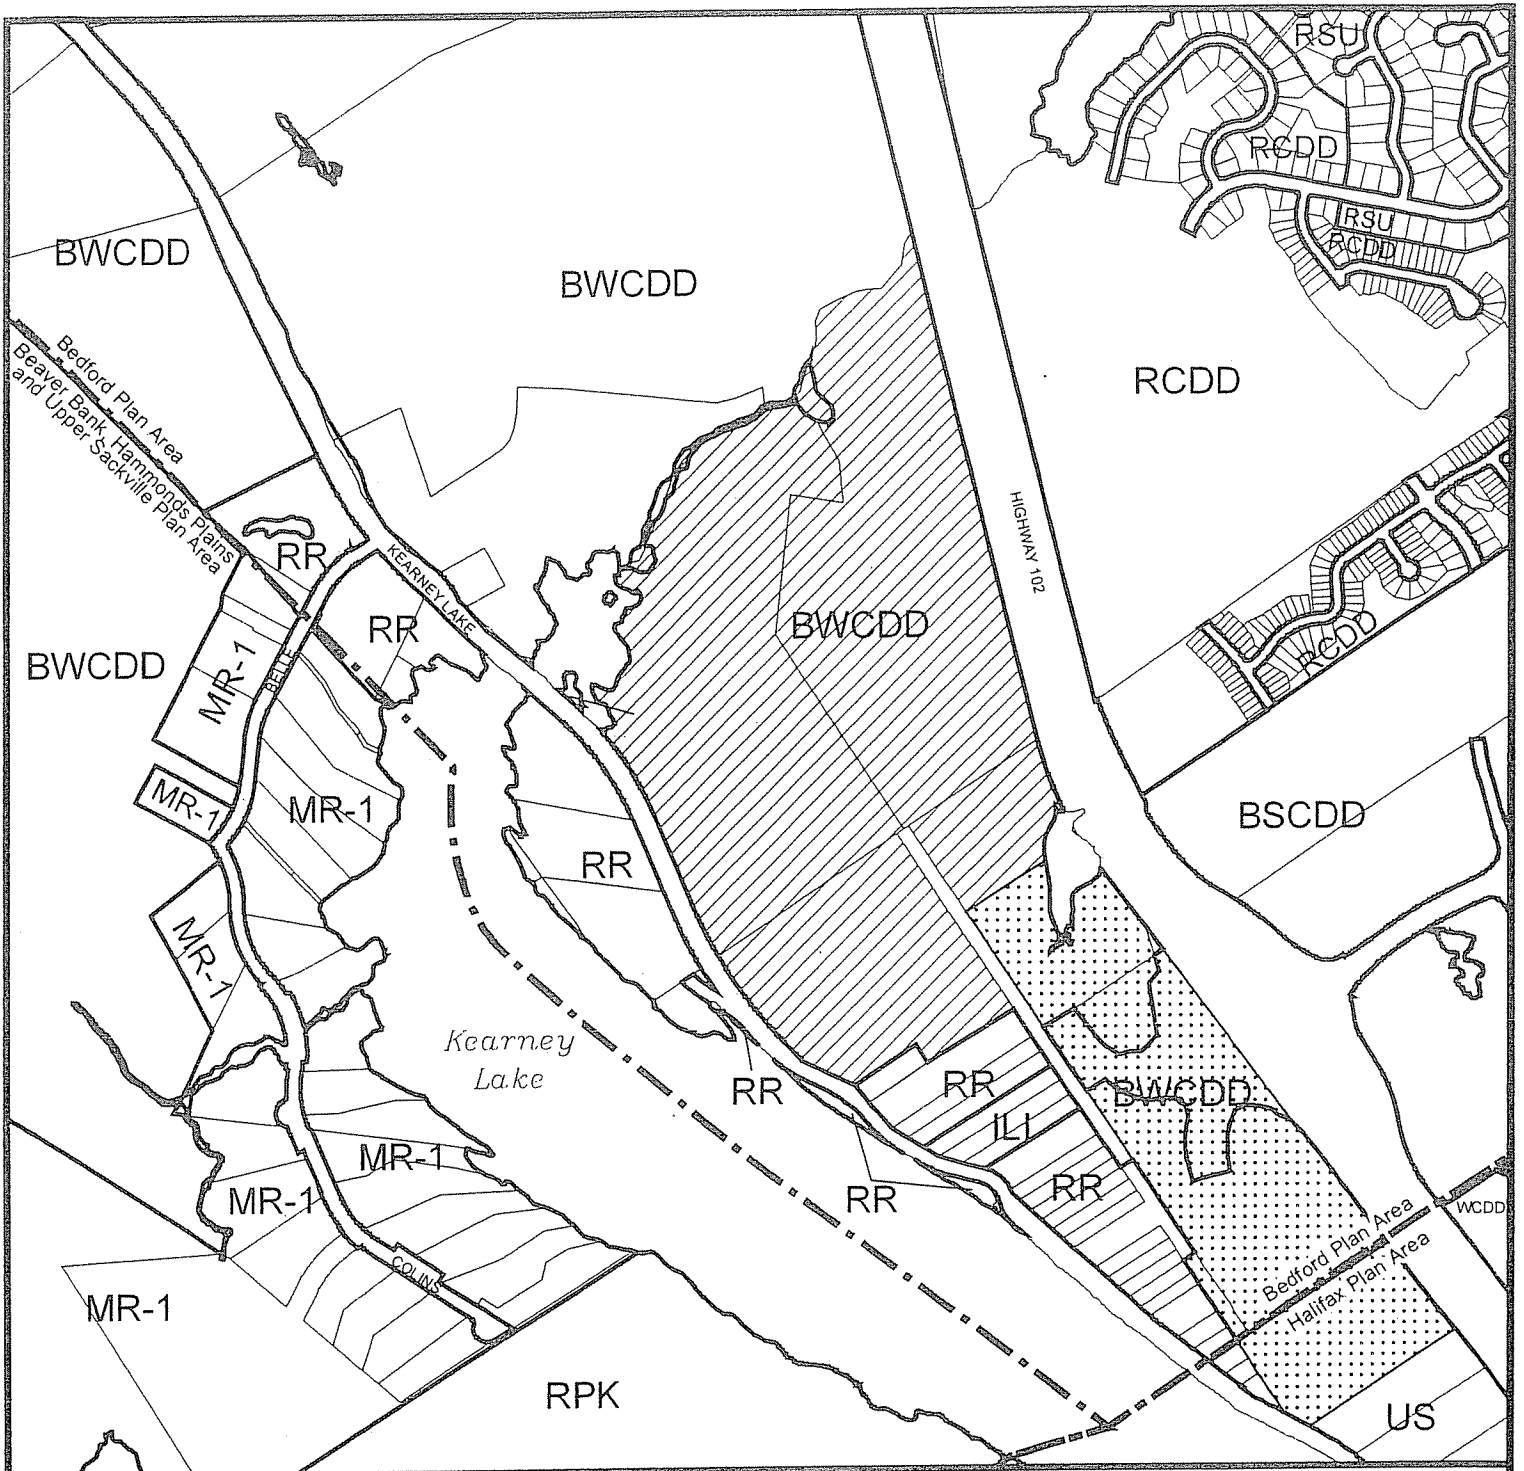 RSU
RCDD
RSU
RCDD
BWCDD
BWCDD
RCDD
Bedford Plan Area
Beaver Bank, Hammonds Plains
and Upper Sackville Plan Area
HIGHWAY 102
RR
KEARNEY LAKE
RR
BWCDD
RCDD
BWCDD
MR-1
BELLE
MR-1
MR-1
BSCDD
RR
MR-1
Kearney
Lake
RR
RR
BWCDD
ILI
MR-1
MR-1
RR
RR
WCDD
Bedford Plan Area
Halifax Plan Area
COLINS
MR-1
RPK
US